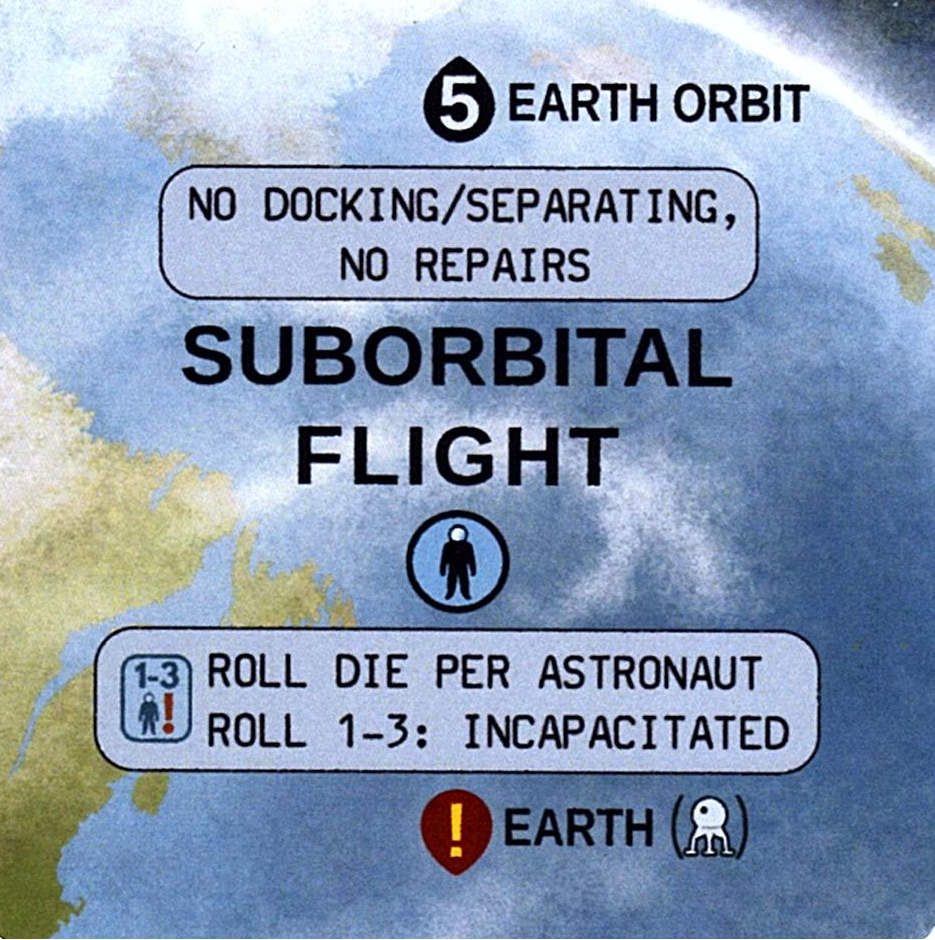 5 EARTH ORBIT
NO DOCKING/SEPARATING,
NO REPAIRS
SUBORBITAL
FLIGHT
1-3 ! ROLL DIE PER ASTRONAUT
ROLL 1-3: INCAPACITATED
! EARTH ( )